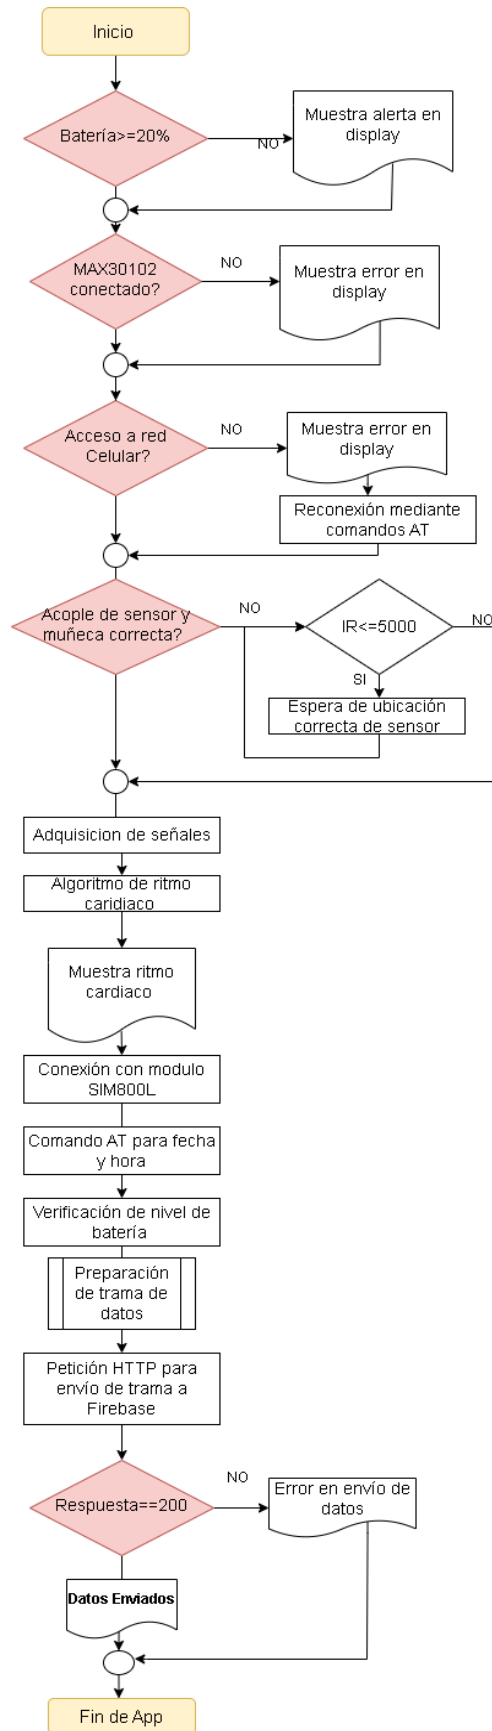 Inicio
Batería>=20%
NO
Muestra alerta en
display
MAX30102
conectado?
NO
Muestra error en
display
Acceso a red
Celular?
NO
Muestra error en
display
Reconexión mediante
comandos AT
Acople de sensor y
muñeca correcta?
NO
IR<=5000
NO
SI
Espera de ubicación
correcta de sensor
Adquisicion de señales
Algoritmo de ritmo
caridiaco
Muestra ritmo
cardiaco
Conexión con modulo
SIM800L
Comando AT para fecha
y hora
Verificación de nivel de
batería
Preparación
de trama de
datos
Petición HTTP para
envío de trama a
Firebase
Respuesta==200
NO
Error en envío de
datos
Datos Enviados
Fin de App